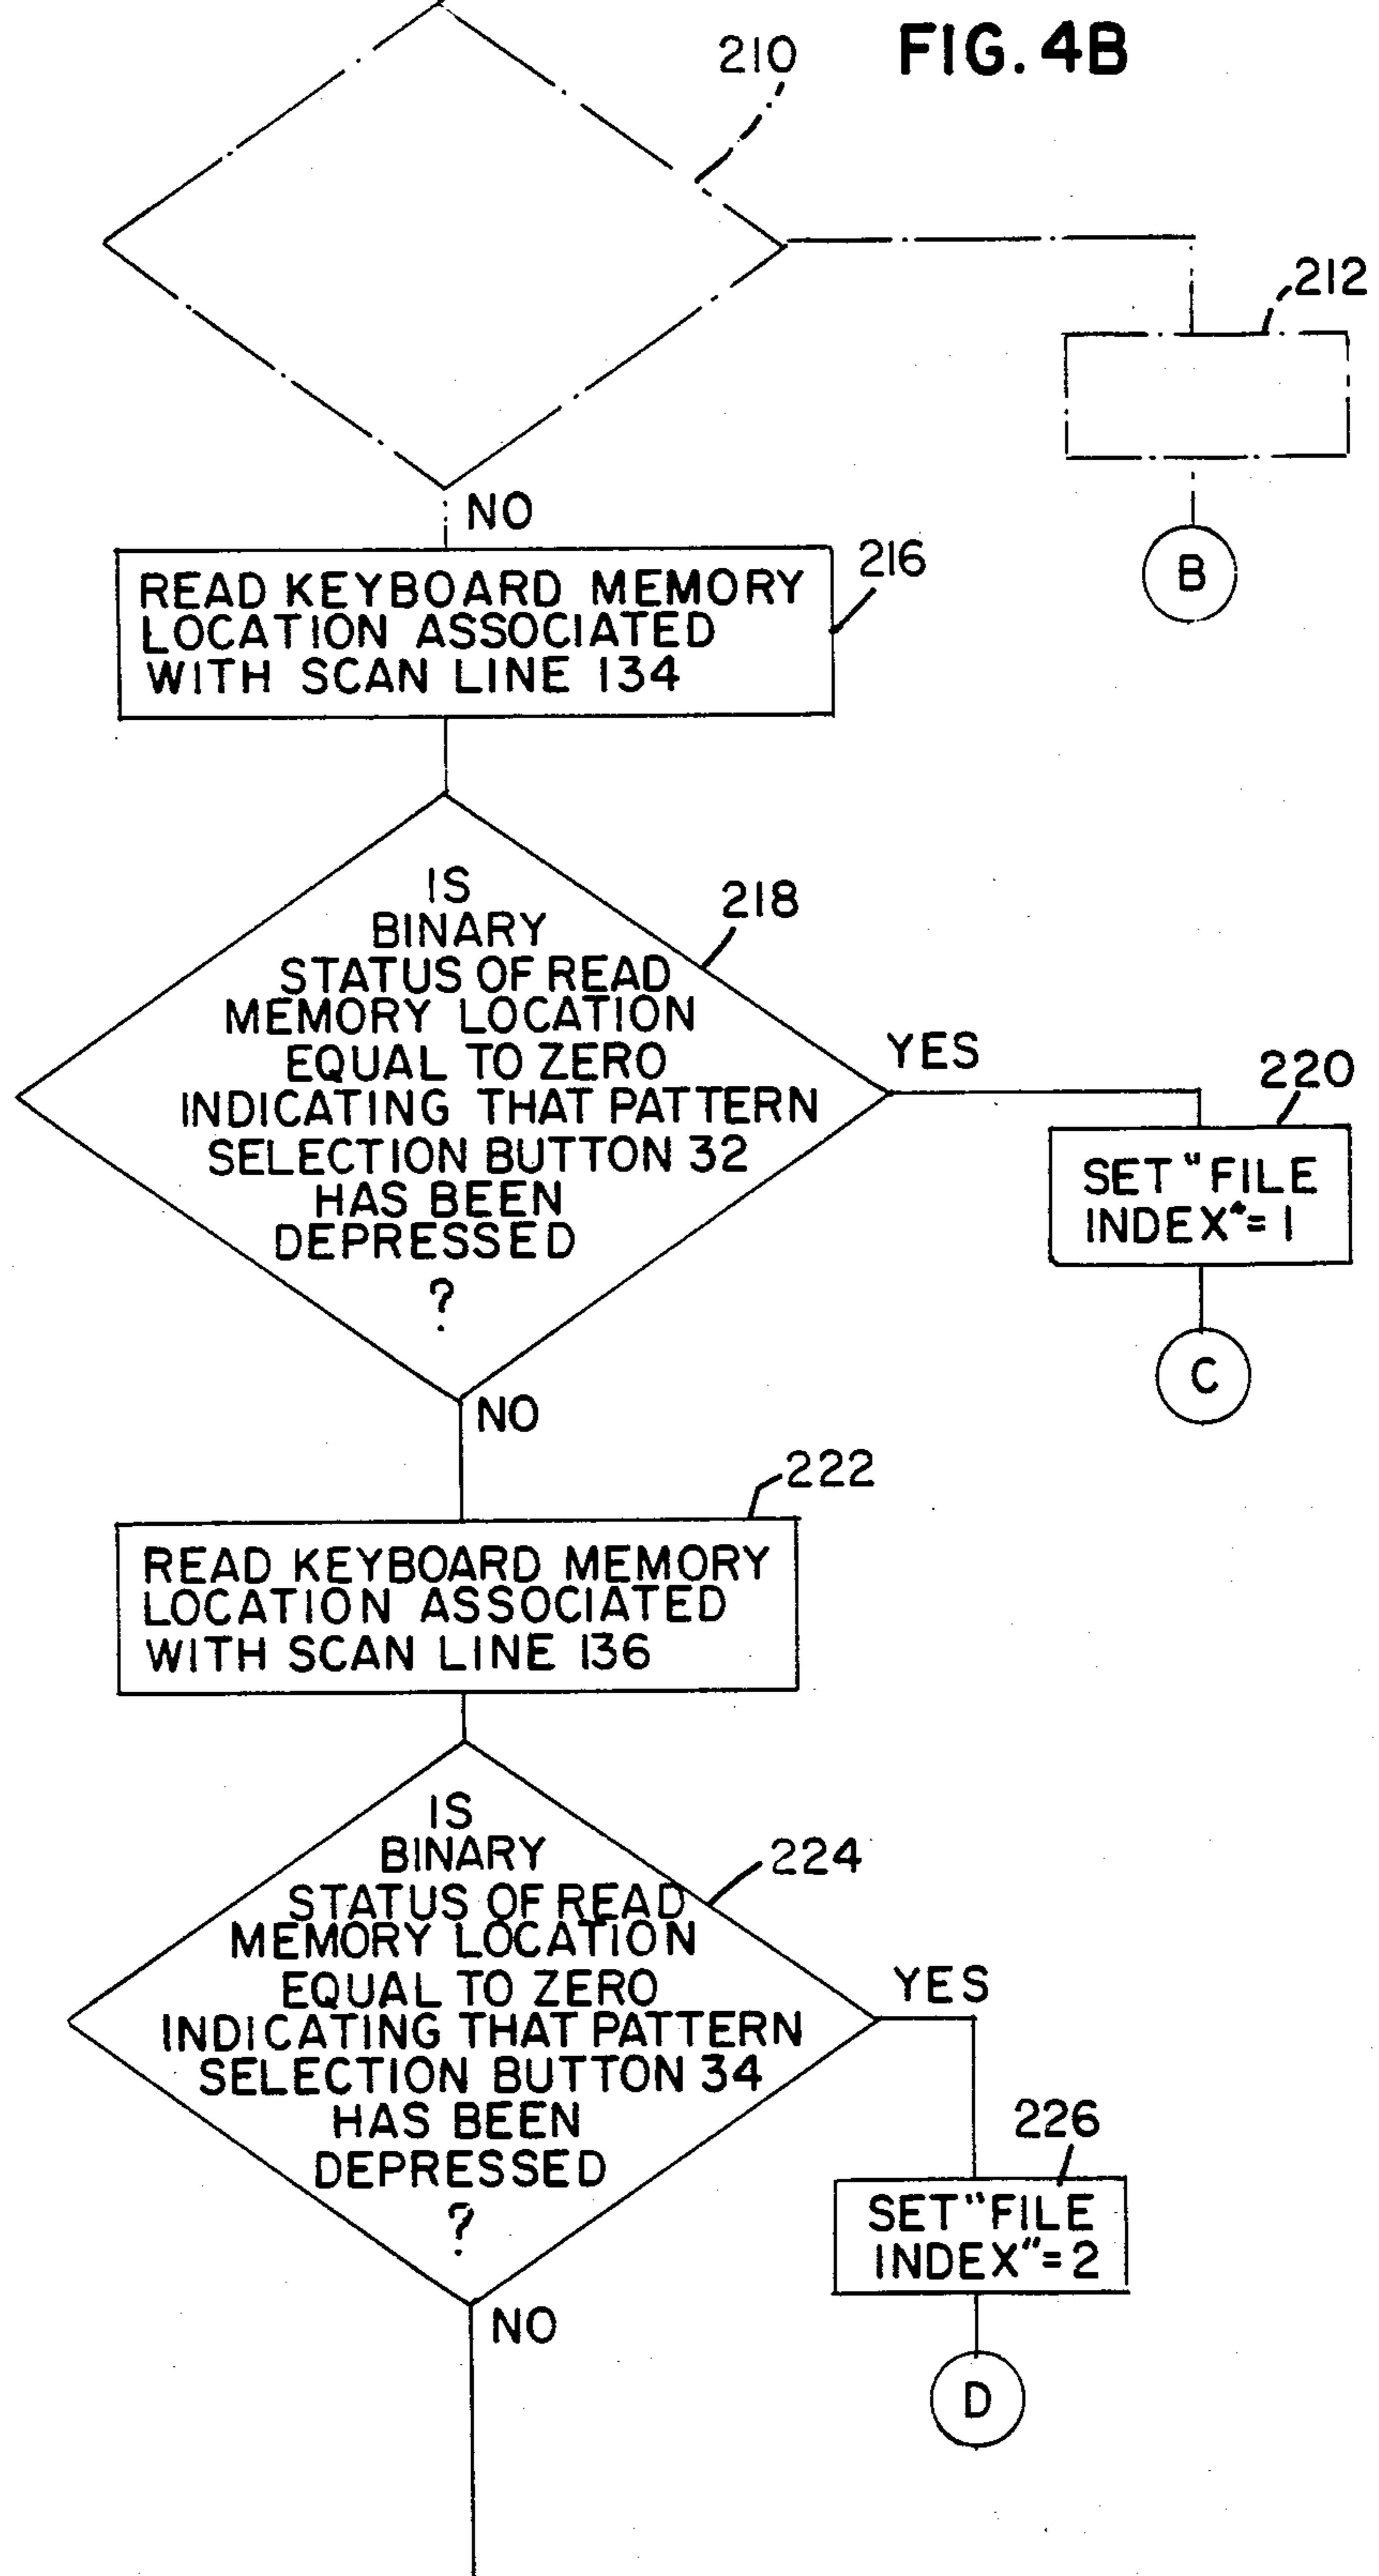 FIG. 4B
210
212
B
NO
216
READ KEYBOARD MEMORY
LOCATION ASSOCIATED
WITH SCAN LINE 134
218
IS
BINARY
STATUS OF READ
MEMORY LOCATION
EQUAL TO ZERO
INDICATING THAT PATTERN
SELECTION BUTTON 32
HAS BEEN
DEPRESSED
?
YES
220
SET "FILE
INDEX"= 1
C
NO
222
READ KEYBOARD MEMORY
LOCATION ASSOCIATED
WITH SCAN LINE 136
224
IS
BINARY
STATUS OF READ
MEMORY LOCATION
EQUAL TO ZERO
INDICATING THAT PATTERN
SELECTION BUTTON 34
HAS BEEN
DEPRESSED
?
YES
226
SET "FILE
INDEX"= 2
D
NO